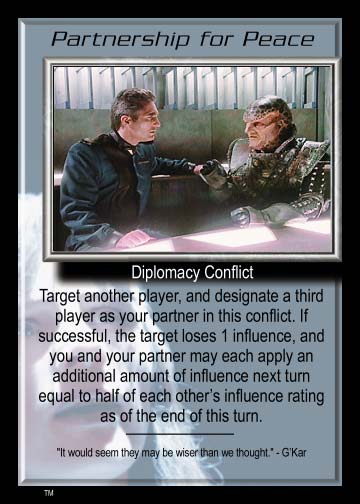 Partnership for Peace
Diplomacy Conflict
Target another player, and designate a third
player as your partner in this conflict. If
successful, the target loses 1 influence, and
you and your partner may each apply an
additional amount of influence next turn
equal to half of each other's influence rating
as of the end of this turn.
"It would seem they may be wiser than we thought." - G'Kar
TM